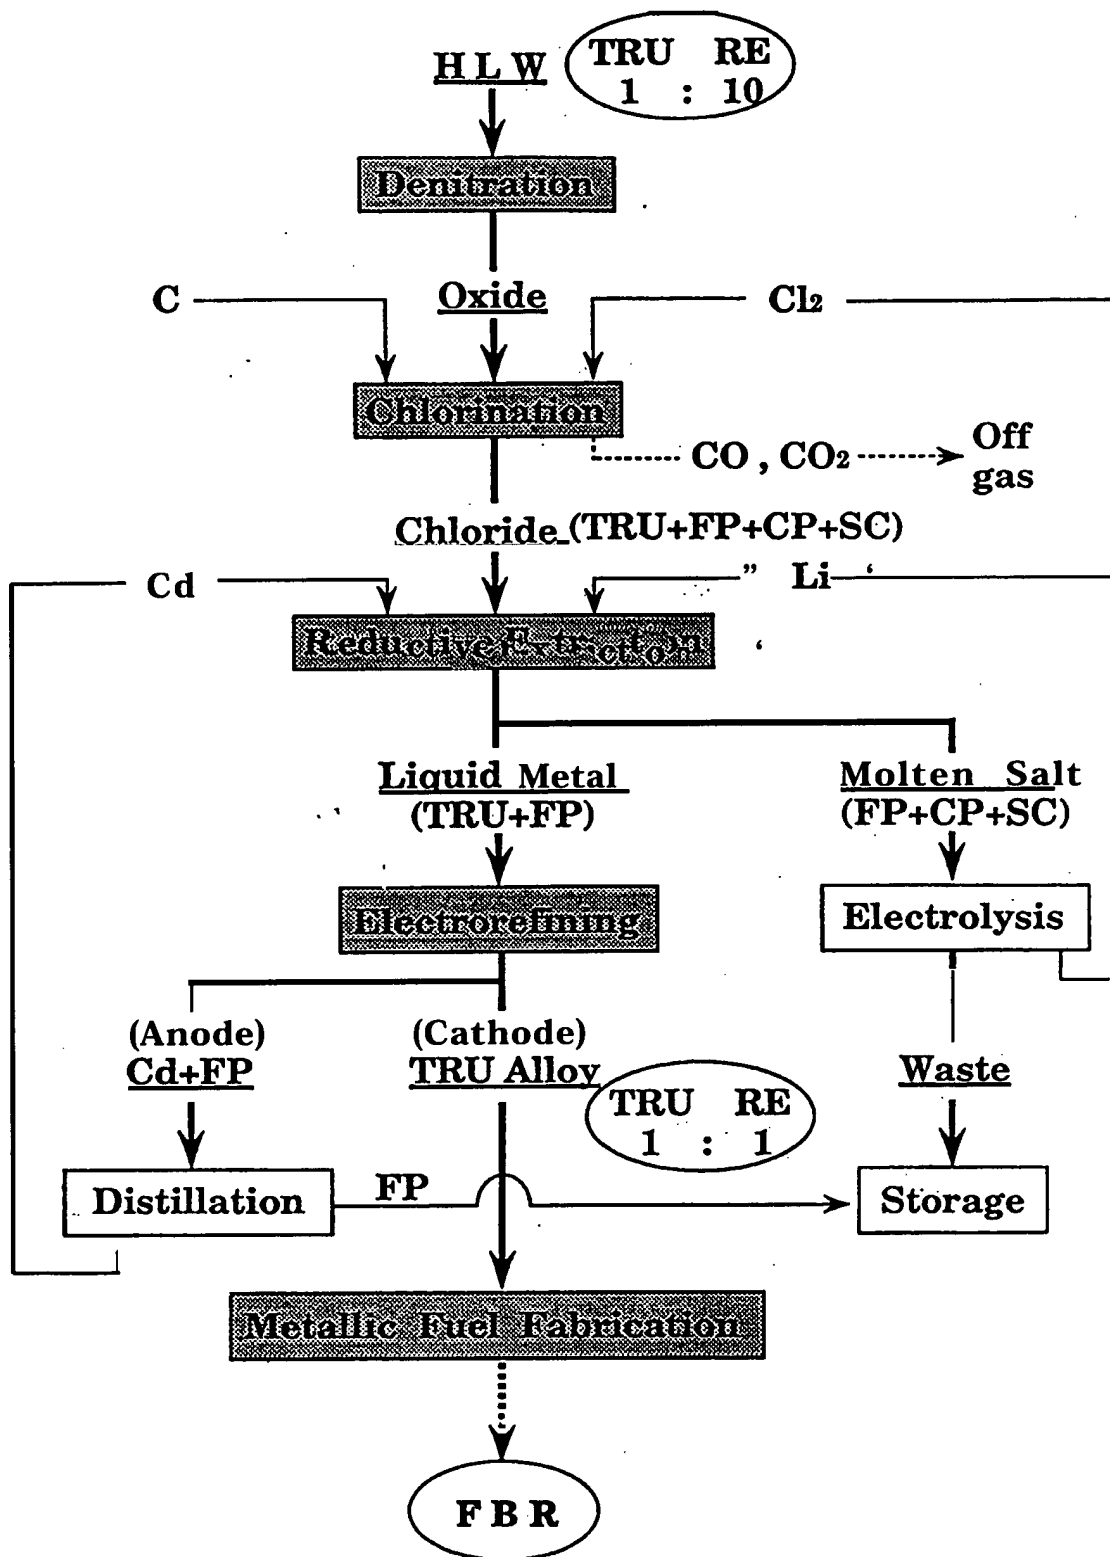 H L W
TRU RE
1 : 10
Denitration
C
Oxide
Cl₂
Chlorination
CO , CO₂
Off
gas
Chloride (TRU+FP+CP+SC)
Cd
Li
Reductive Extraction
Liquid Metal
(TRU+FP)
Molten Salt
(FP+CP+SC)
Electrorefining
Electrolysis
(Anode)
Cd+FP
(Cathode)
TRU Alloy
TRU RE
1 : 1
Waste
Distillation
FP
Storage
Metallic Fuel Fabrication
F B R